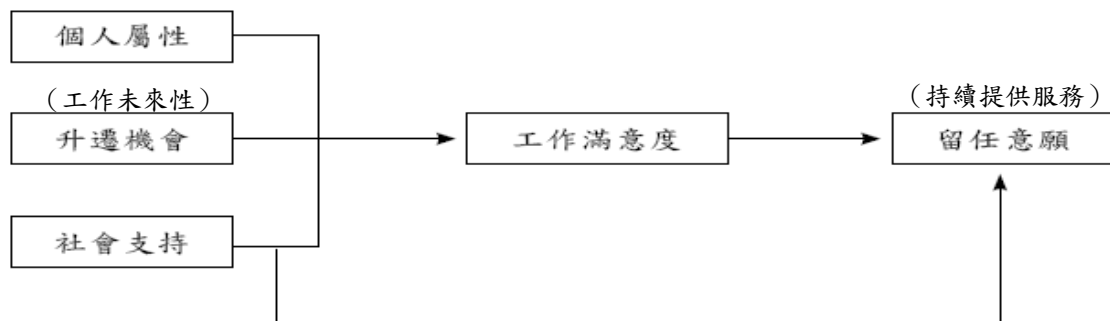 個人屬性
（工作未來性）
升遷機會
社會支持
工作滿意度
（持續提供服務）
留任意願